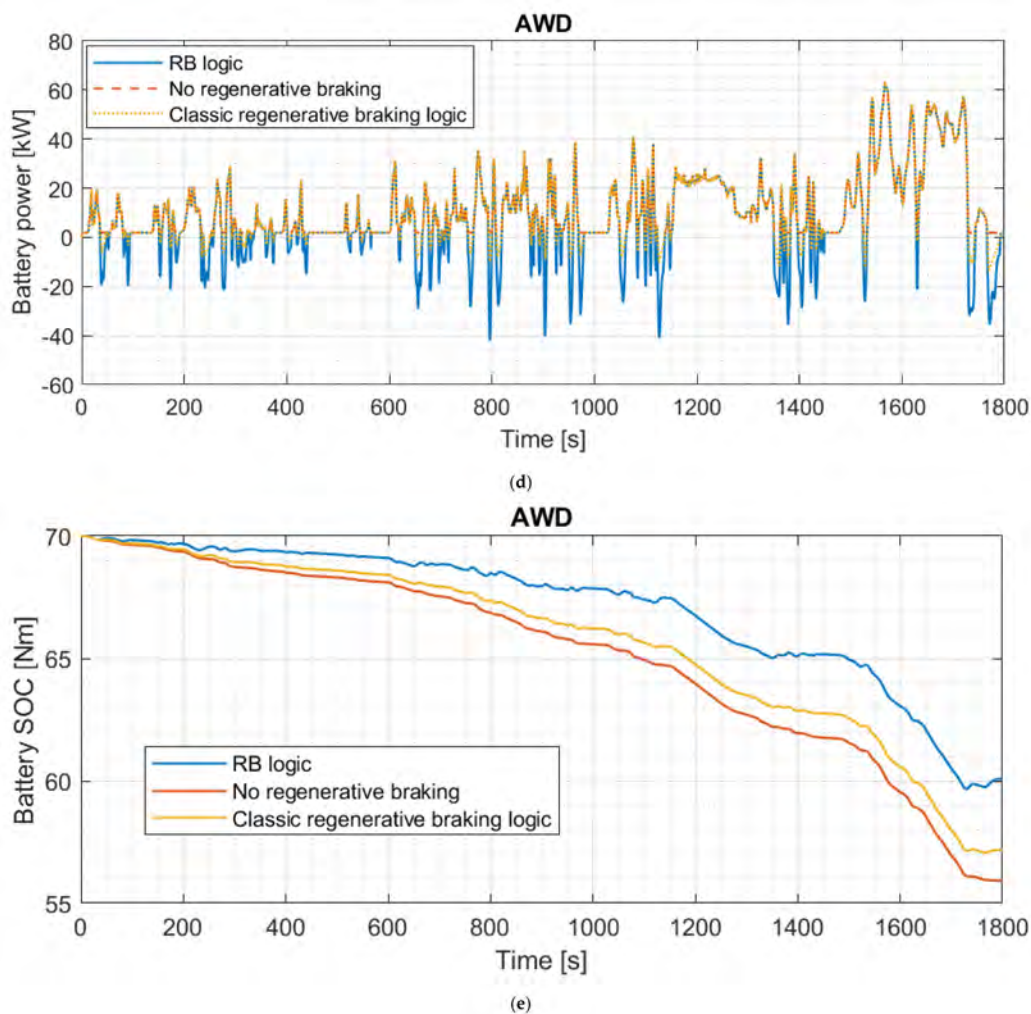 AWD
80
60
40
20
0
-20
-40
-60
Battery power [kW]
RB logic
No regenerative braking
Classic regenerative braking logic
0 200 400 600 800 1000 1200 1400 1600 1800
Time [s]
(d)
AWD
70
65
60
55
Battery SOC [Nm]
RB logic
No regenerative braking
Classic regenerative braking logic
0 200 400 600 800 1000 1200 1400 1600 1800
Time [s]
(e)